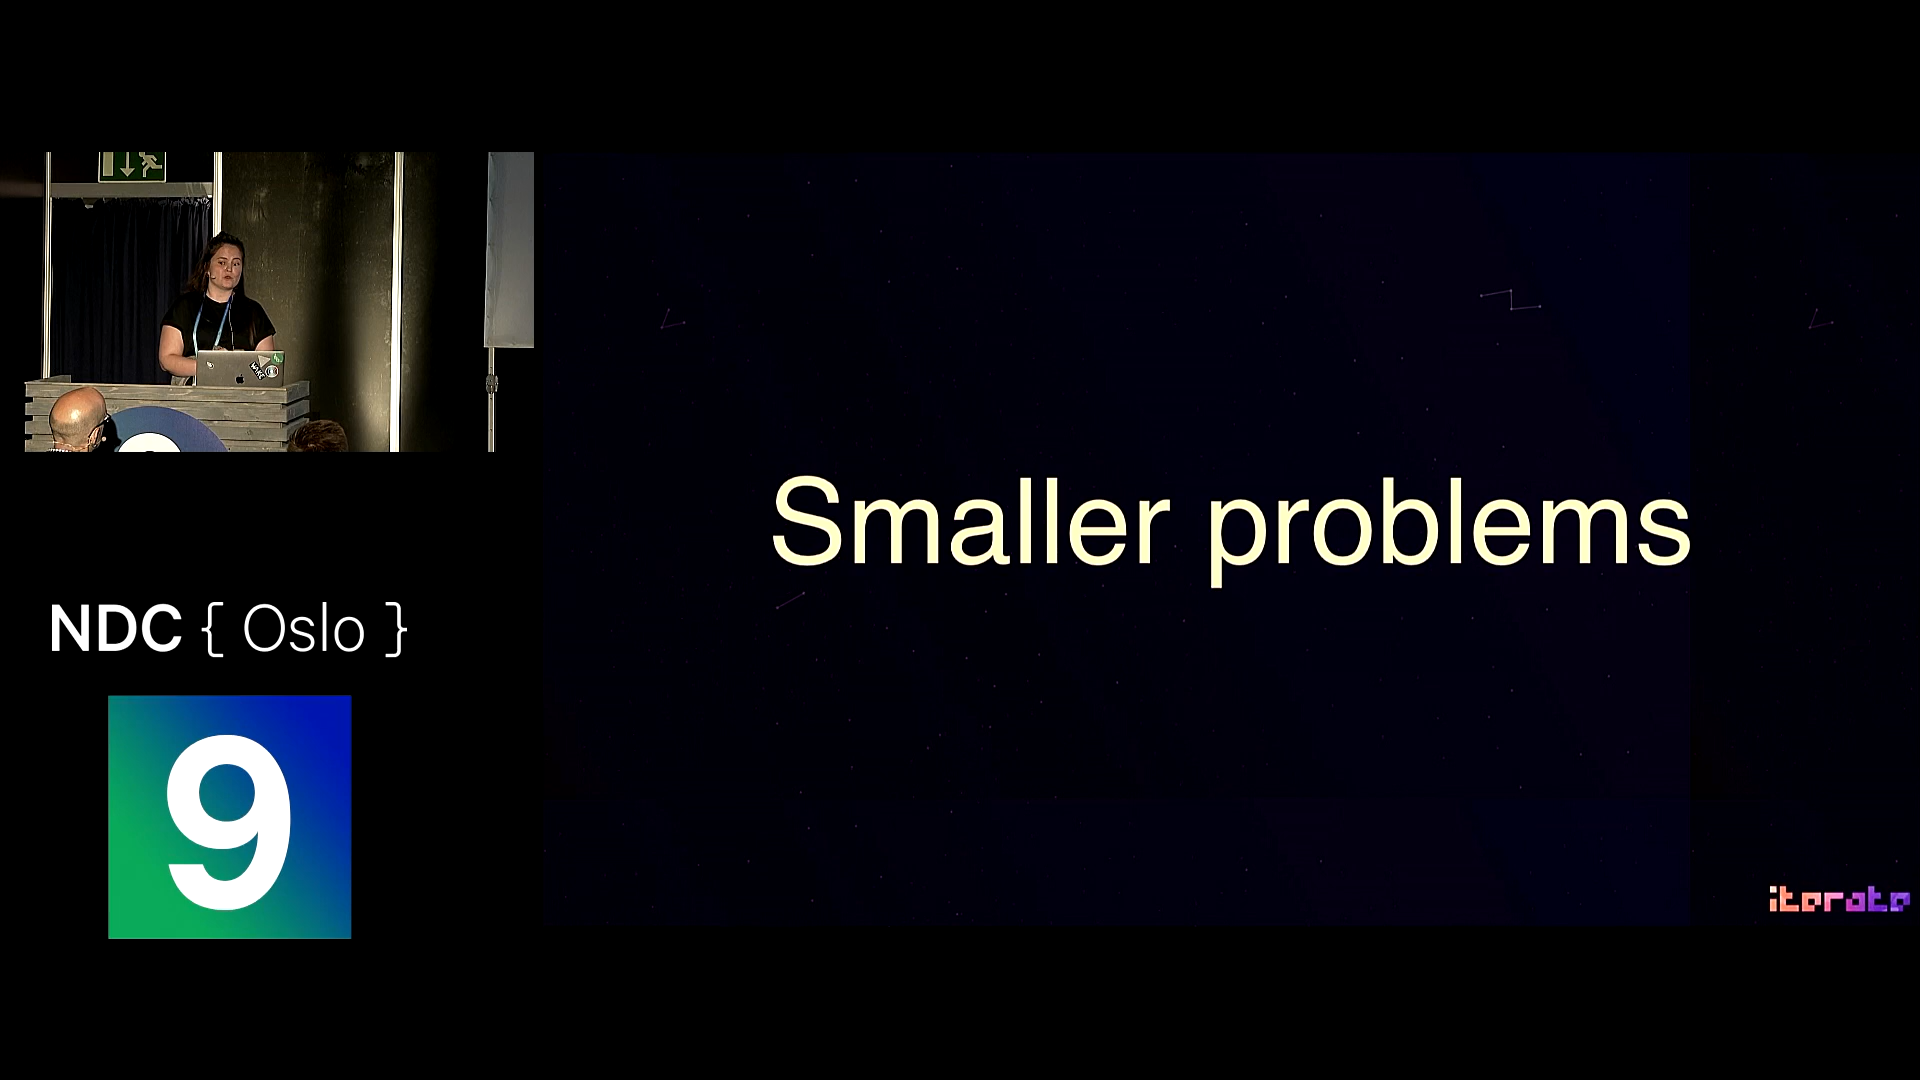 Smaller problems
NDC { Oslo }
9
iterate